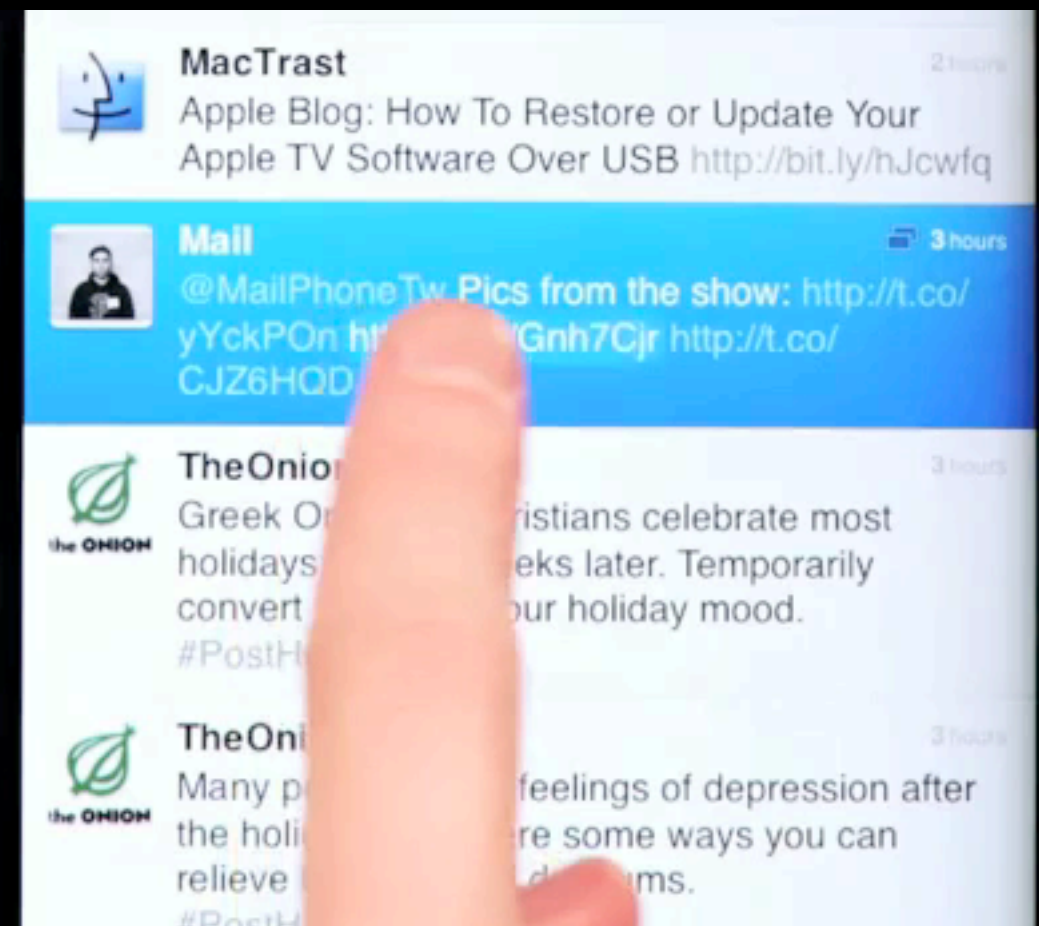 MacTrast
2 hours
Apple Blog: How To Restore or Update Your
Apple TV Software Over USB http://bit.ly/hJcwfq
Mail
3 hours
@MailPhoneTw Pics from the show: http://t.co/
yYckPOn /Gnh7Cjr http://t.co/
CJZ6HQD
TheOnio
3 hours
the ONION
Greek O ristians celebrate most
holidays eks later. Temporarily
convert our holiday mood.
#PostH
TheOni
3 hours
the ONION
Many p feelings of depression after
the holi re some ways you can
relieve ms.
#PostH